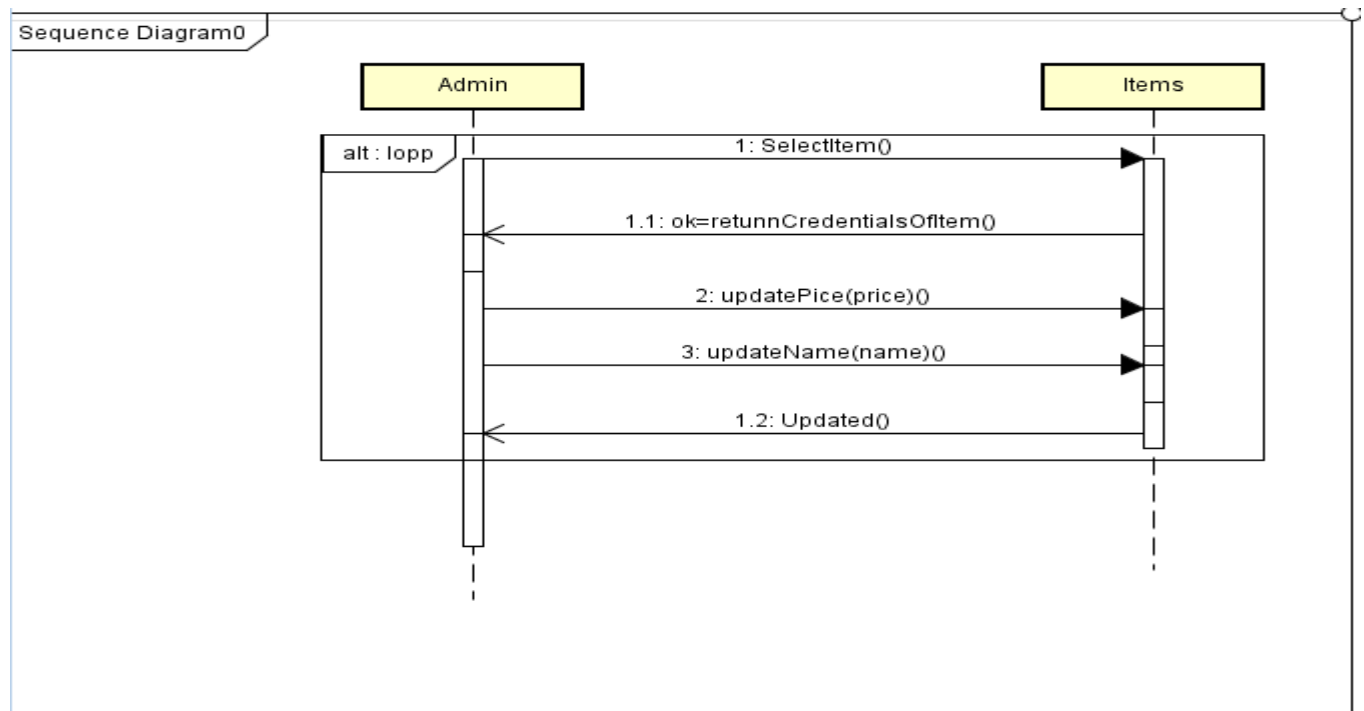 Sequence Diagram0
Admin
Items
alt : lopp
1: SelectItem()
1.1: ok=retunnCredentialsOfItem()
2: updatePice(price)()
3: updateName(name)()
1.2: Updated()